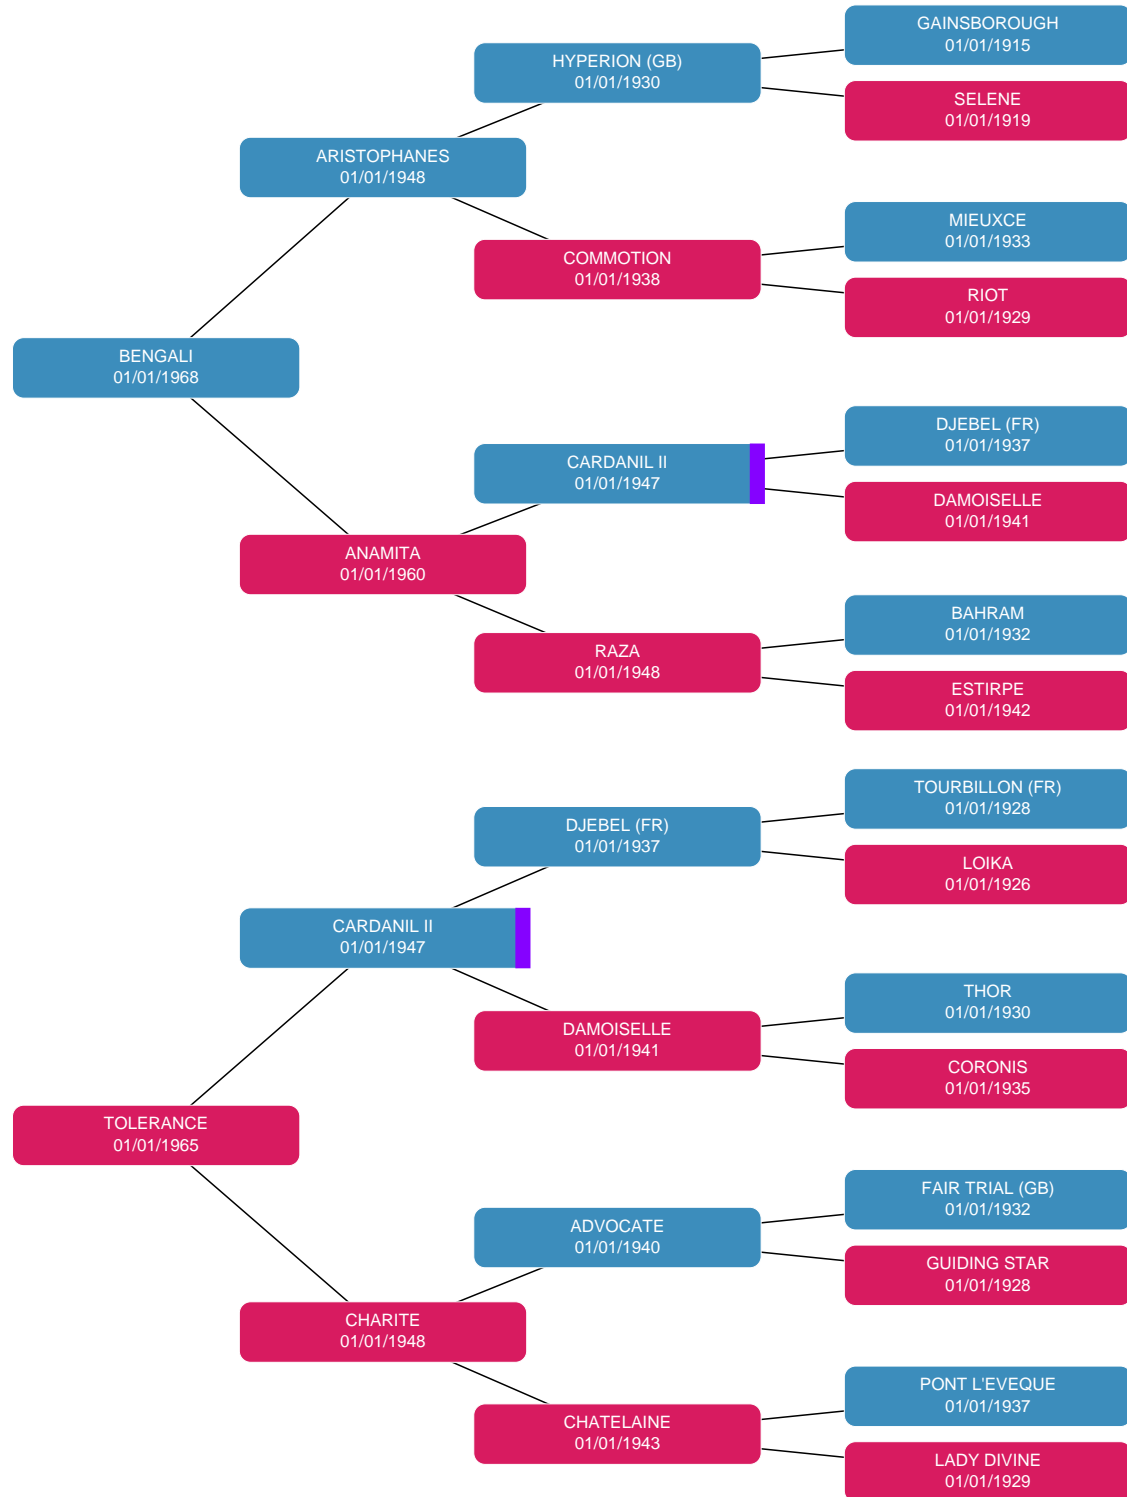 GAINSBOROUGH
01/01/1915
HYPERION (GB)
01/01/1930
SELENE
01/01/1919
ARISTOPHANES
01/01/1948
MIEUXCE
01/01/1933
COMMOTION
01/01/1938
RIOT
01/01/1929
BENGALI
01/01/1968
DJEBEL (FR)
01/01/1937
CARDANIL II
01/01/1947
DAMOISELLE
01/01/1941
ANAMITA
01/01/1960
BAHRAM
01/01/1932
RAZA
01/01/1948
ESTIRPE
01/01/1942
TOURBILLON (FR)
01/01/1928
DJEBEL (FR)
01/01/1937
LOIKA
01/01/1926
CARDANIL II
01/01/1947
THOR
01/01/1930
DAMOISELLE
01/01/1941
CORONIS
01/01/1935
TOLERANCE
01/01/1965
FAIR TRIAL (GB)
01/01/1932
ADVOCATE
01/01/1940
GUIDING STAR
01/01/1928
CHARITE
01/01/1948
PONT L'EVEQUE
01/01/1937
CHATELAINE
01/01/1943
LADY DIVINE
01/01/1929